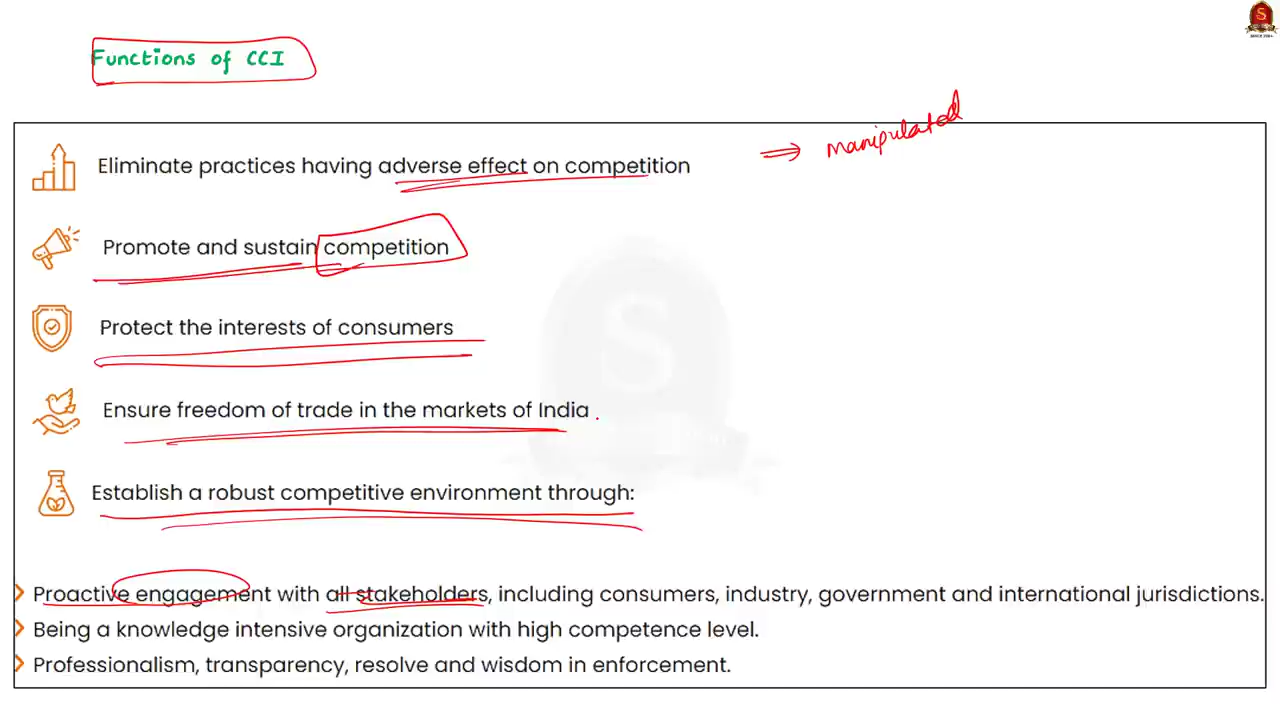 Functions of CCI
Eliminate practices having adverse effect on competition
⇒ manipulated
Promote and sustain competition
Protect the interests of consumers
Ensure freedom of trade in the markets of India
Establish a robust competitive environment through:
Proactive engagement with all stakeholders, including consumers, industry, government and international jurisdictions.
Being a knowledge intensive organization with high competence level.
Professionalism, transparency, resolve and wisdom in enforcement.
S
S